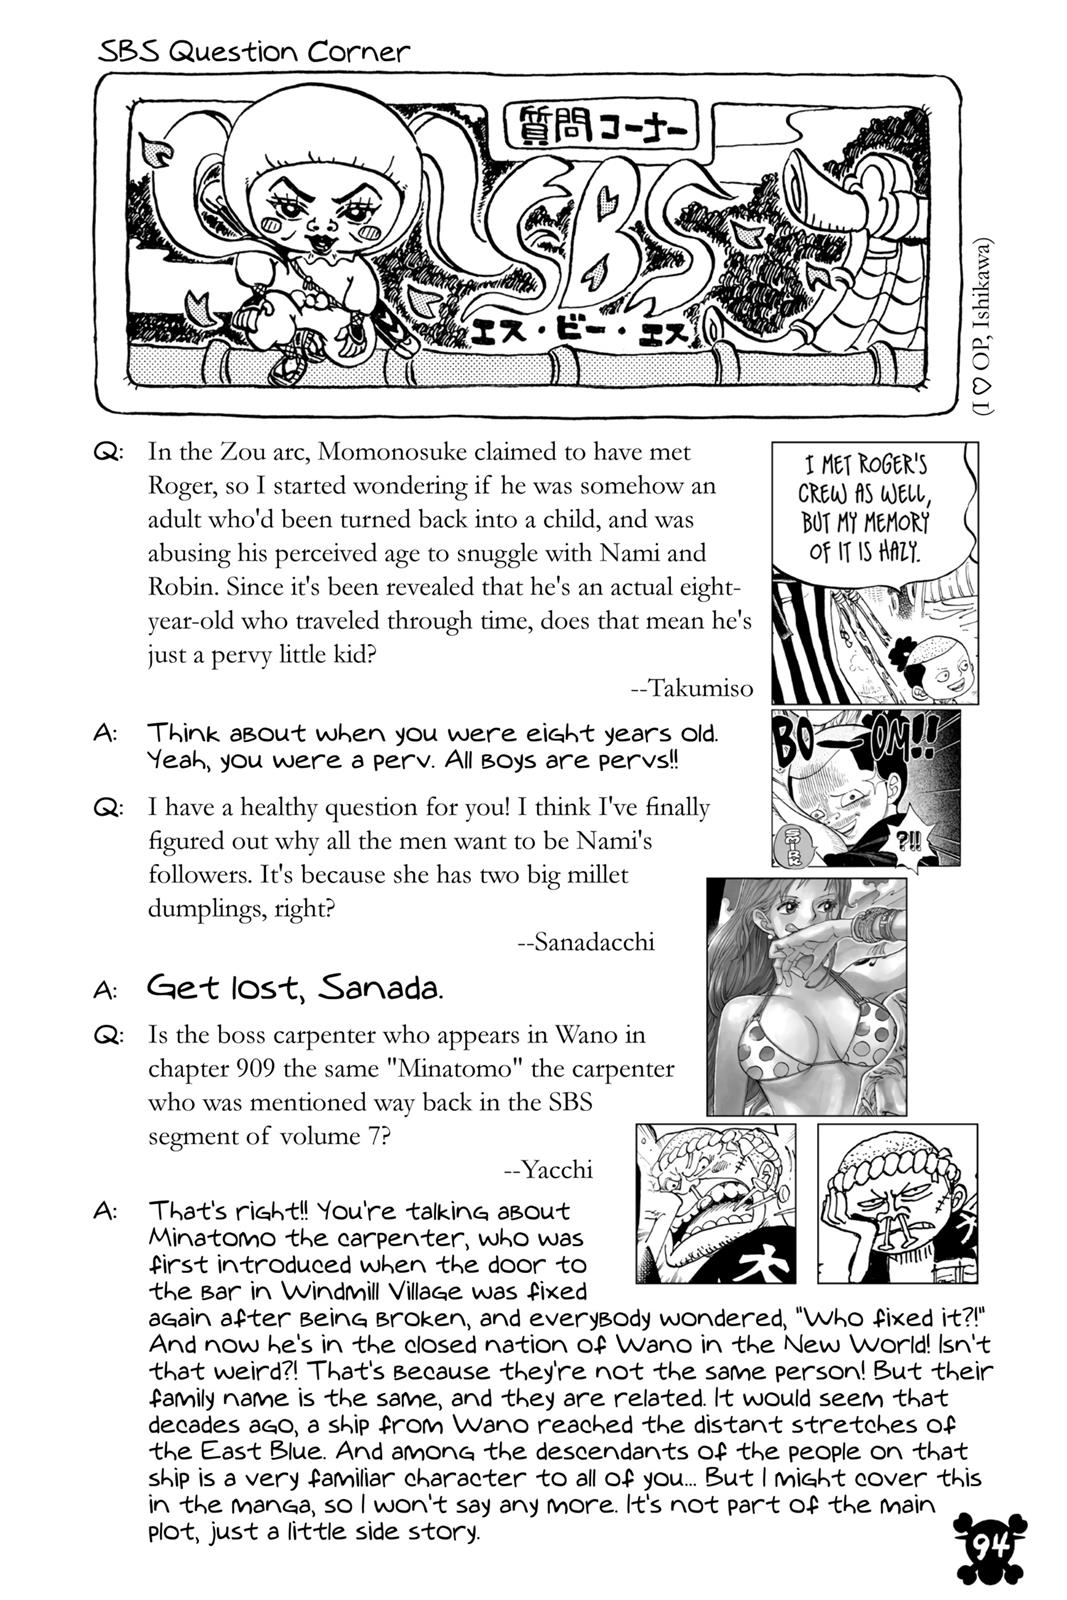 SBS Question Corner
質問コーナー
SBS
エス・ビー・エス
(I ♡ OP, Ishikawa)
Q: In the Zou arc, Momonosuke claimed to have met
Roger, so I started wondering if he was somehow an
adult who'd been turned back into a child, and was
abusing his perceived age to snuggle with Nami and
Robin. Since it's been revealed that he's an actual eight-
year-old who traveled through time, does that mean he's
just a pervy little kid?
--Takumiso
I MET ROGER'S
CREW AS WELL,
BUT MY MEMORY
OF IT IS HAZY.
A: Think about when you were eight years old.
Yeah, you were a perv. All boys are pervs!!
BO—OM!!
SMIRK
?!!
Q: I have a healthy question for you! I think I've finally
figured out why all the men want to be Nami's
followers. It's because she has two big millet
dumplings, right?
--Sanadacchi
A: Get lost, Sanada.
Q: Is the boss carpenter who appears in Wano in
chapter 909 the same "Minatomo" the carpenter
who was mentioned way back in the SBS
segment of volume 7?
--Yacchi
大
A: That's right!! You're talking about
Minatomo the carpenter, who was
first introduced when the door to
the bar in Windmill Village was fixed
again after being broken, and everybody wondered, "Who fixed it?!"
And now he's in the closed nation of Wano in the New World! Isn't
that weird?! That's because they're not the same person! But their
family name is the same, and they are related. It would seem that
decades ago, a ship from Wano reached the distant stretches of
the East Blue. And among the descendants of the people on that
ship is a very familiar character to all of you... But I might cover this
in the manga, so I won't say any more. It's not part of the main
plot, just a little side story.
94